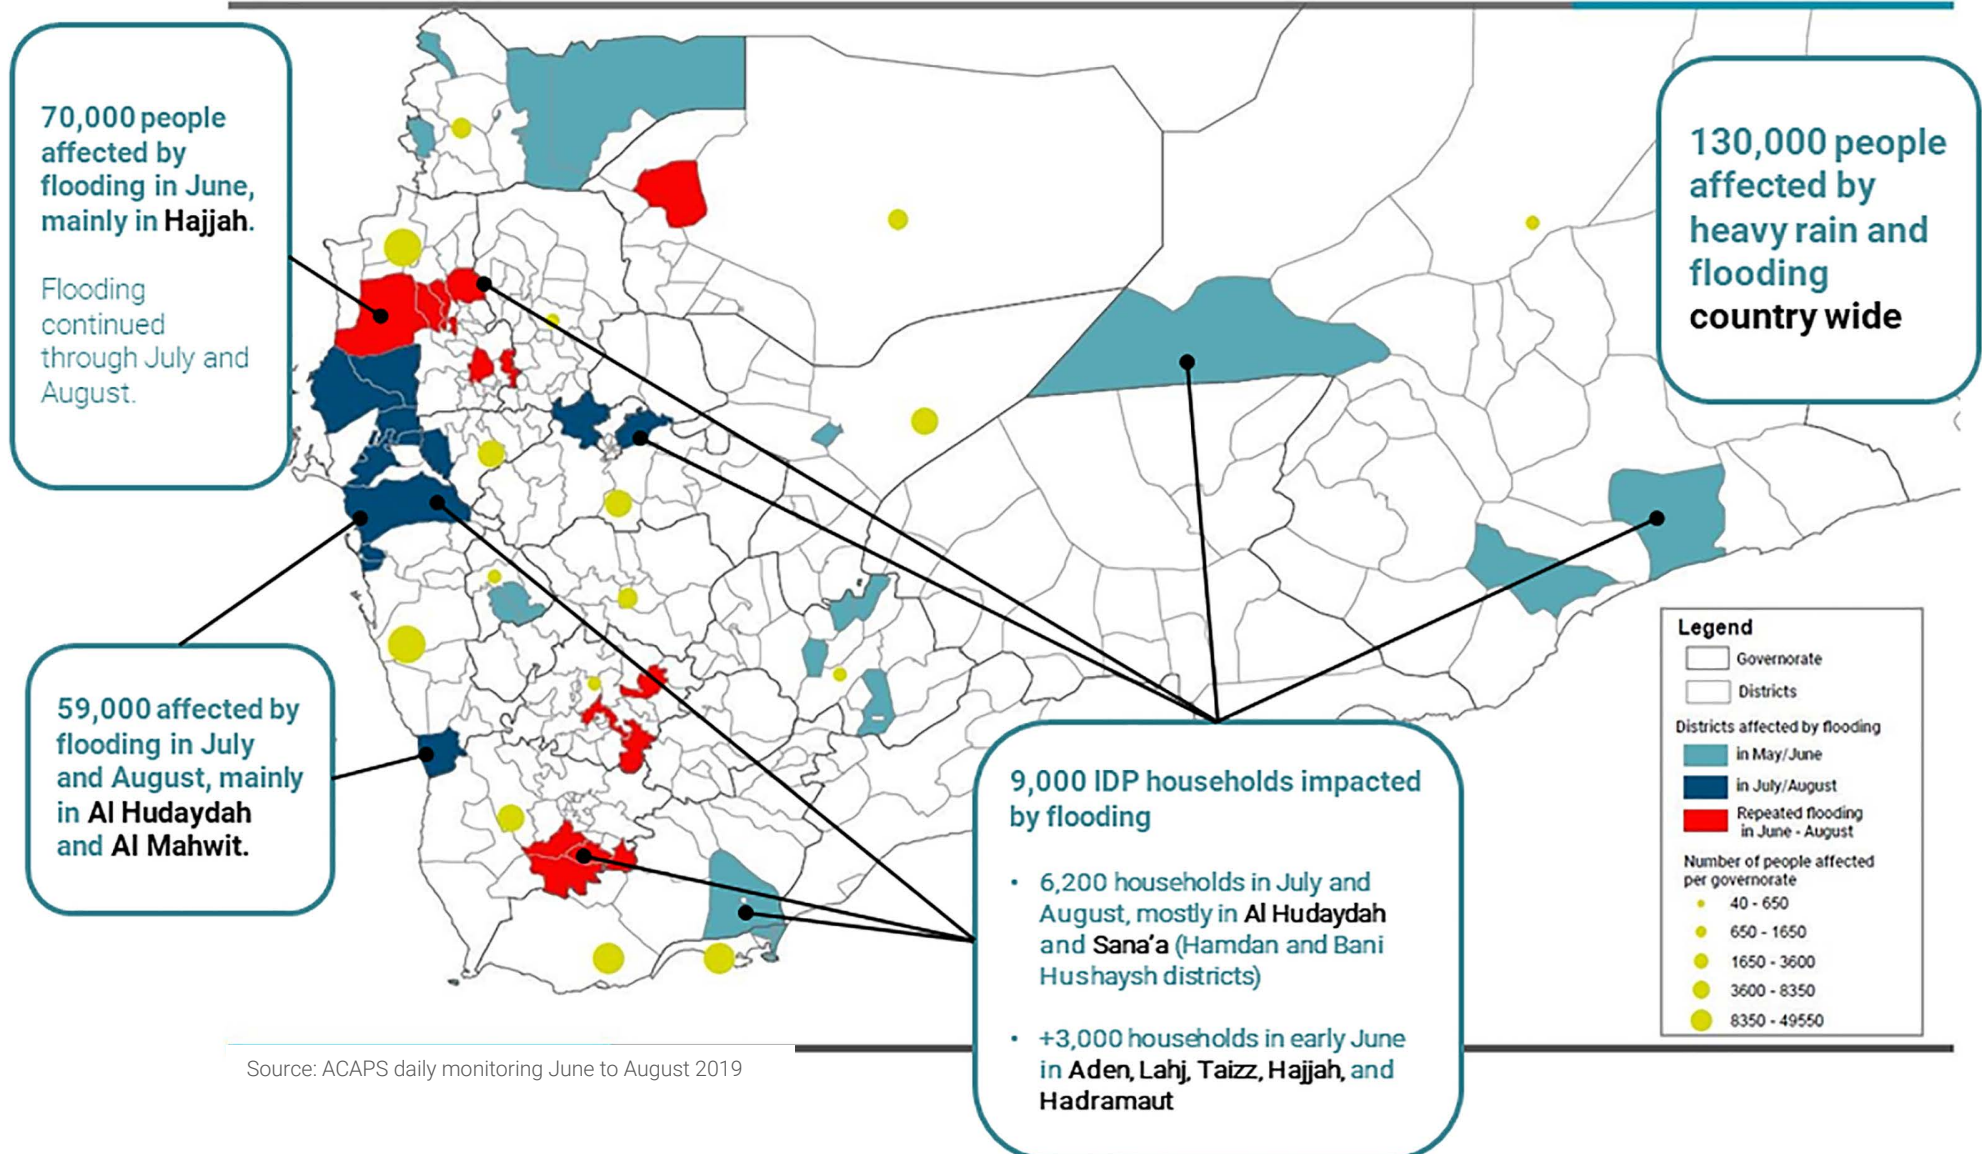 70,000 people
affected by
flooding in June,
mainly in Hajjah.
Flooding
continued
through July and
August.
130,000 people
affected by
heavy rain and
flooding
country wide
59,000 affected by
flooding in July
and August, mainly
in Al Hudaydah
and Al Mahwit.
9,000 IDP households impacted
by flooding
• 6,200 households in July and
August, mostly in Al Hudaydah
and Sana’a (Hamdan and Bani
Hushaysh districts)
• +3,000 households in early June
in Aden, Lahj, Taizz, Hajjah, and
Hadramaut
Legend
Governorate
Districts
Districts affected by flooding
in May/June
in July/August
Repeated flooding
in June - August
Number of people affected
per governorate
40 - 650
650 - 1650
1650 - 3600
3600 - 8350
8350 - 49550
Source: ACAPS daily monitoring June to August 2019